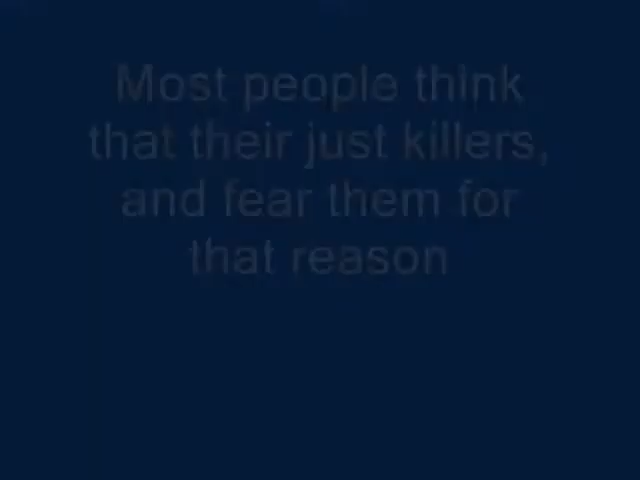 Most people think
that their just killers,
and fear them for
that reason